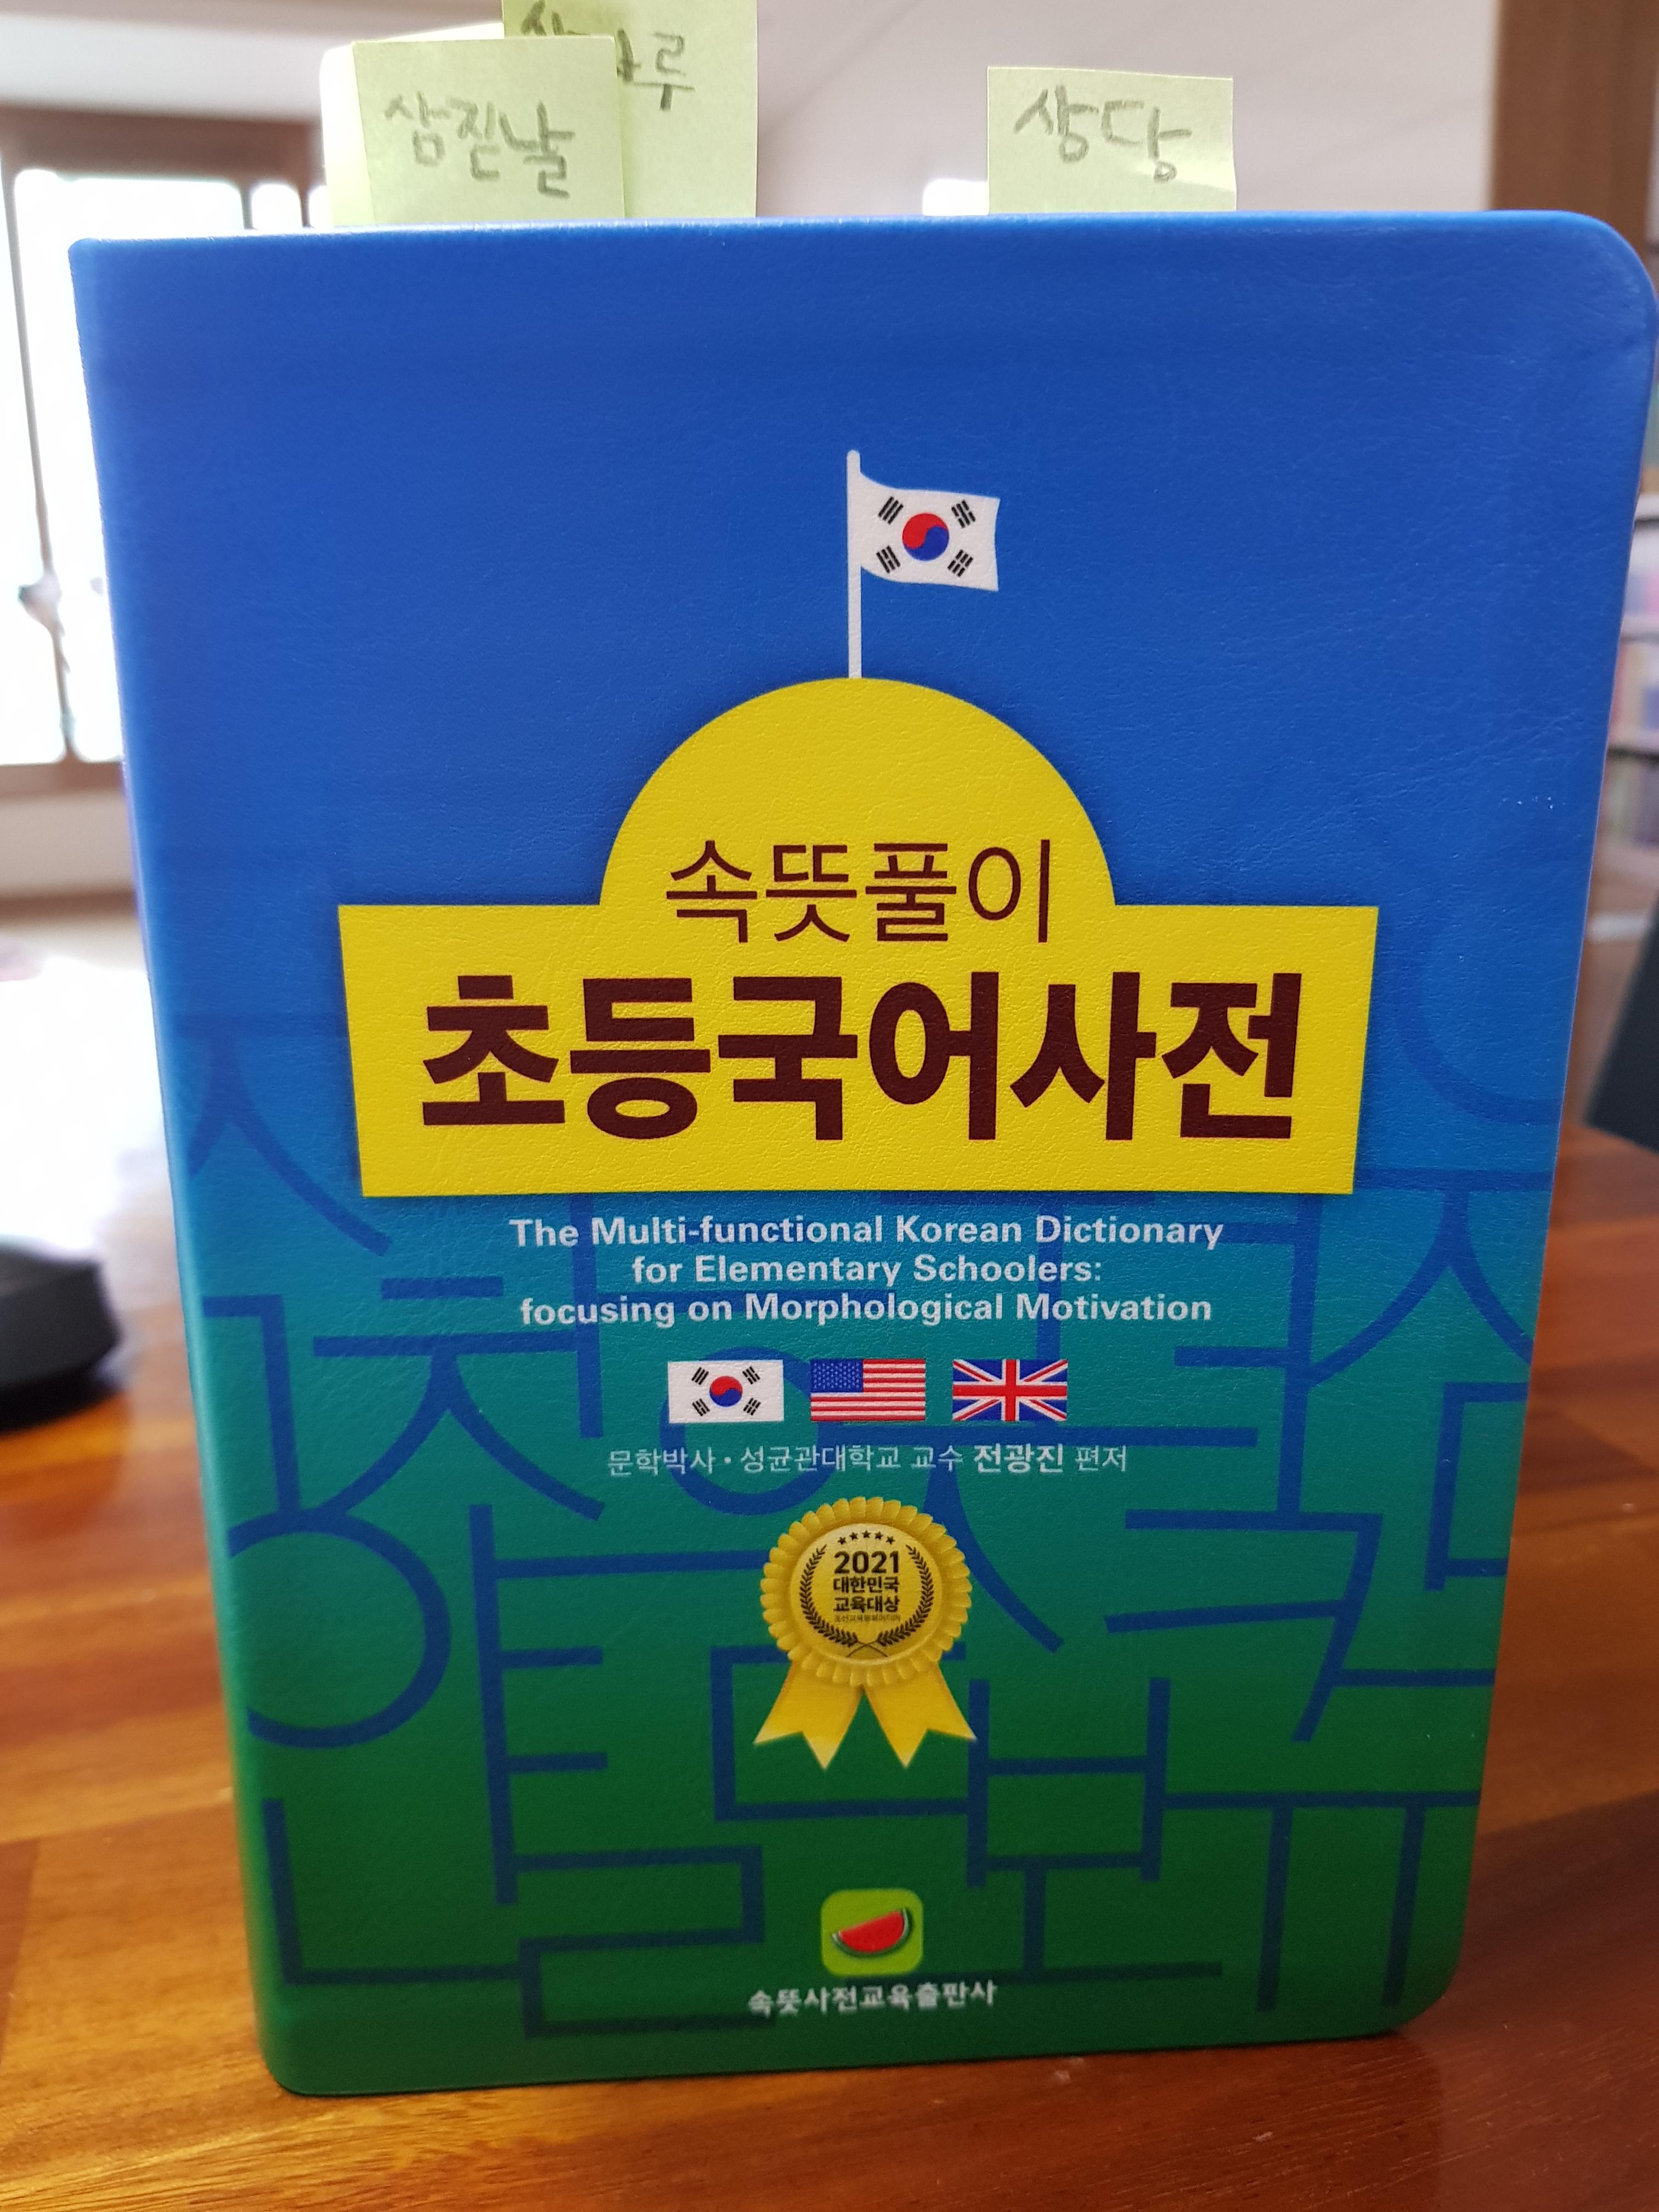 삼짇날
상당
속뜻풀이
초등국어사전
The Multi-functional Korean Dictionary
for Elementary Schoolers:
focusing on Morphological Motivation
문학박사 · 성균관대학교 교수 전광진 편저
2021
대한민국
교육대상
속뜻사전교육출판사